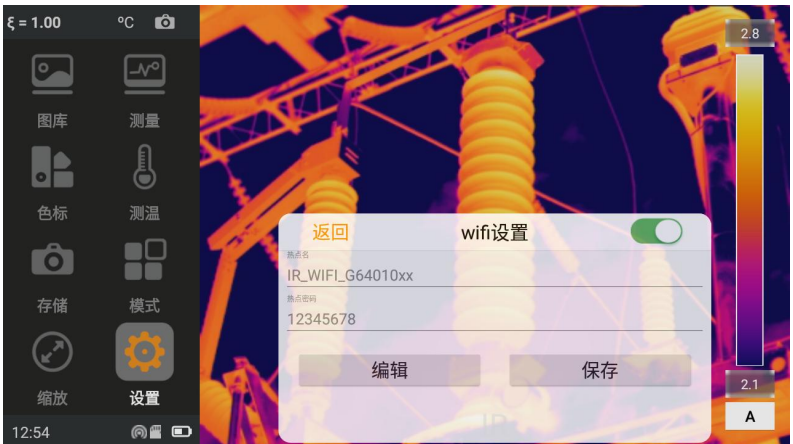 ξ = 1.00 °C
图库 测量
色标 测温
存储 模式
缩放 设置
12:54
返回 wifi设置
热点名
IR_WIFI_G64010xx
热点密码
12345678
编辑 保存
2.8
2.1
A